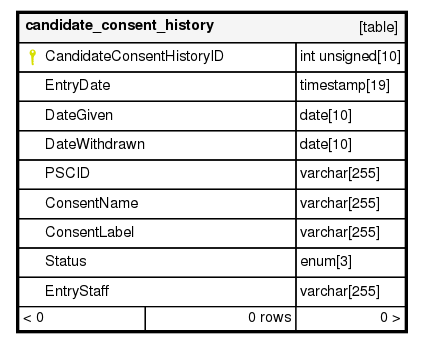 candidate_consent_history [table]
CandidateConsentHistoryID int unsigned[10]
EntryDate timestamp[19]
DateGiven date[10]
DateWithdrawn date[10]
PSCID varchar[255]
ConsentName varchar[255]
ConsentLabel varchar[255]
Status enum[3]
EntryStaff varchar[255]
< 0 0 rows 0 >